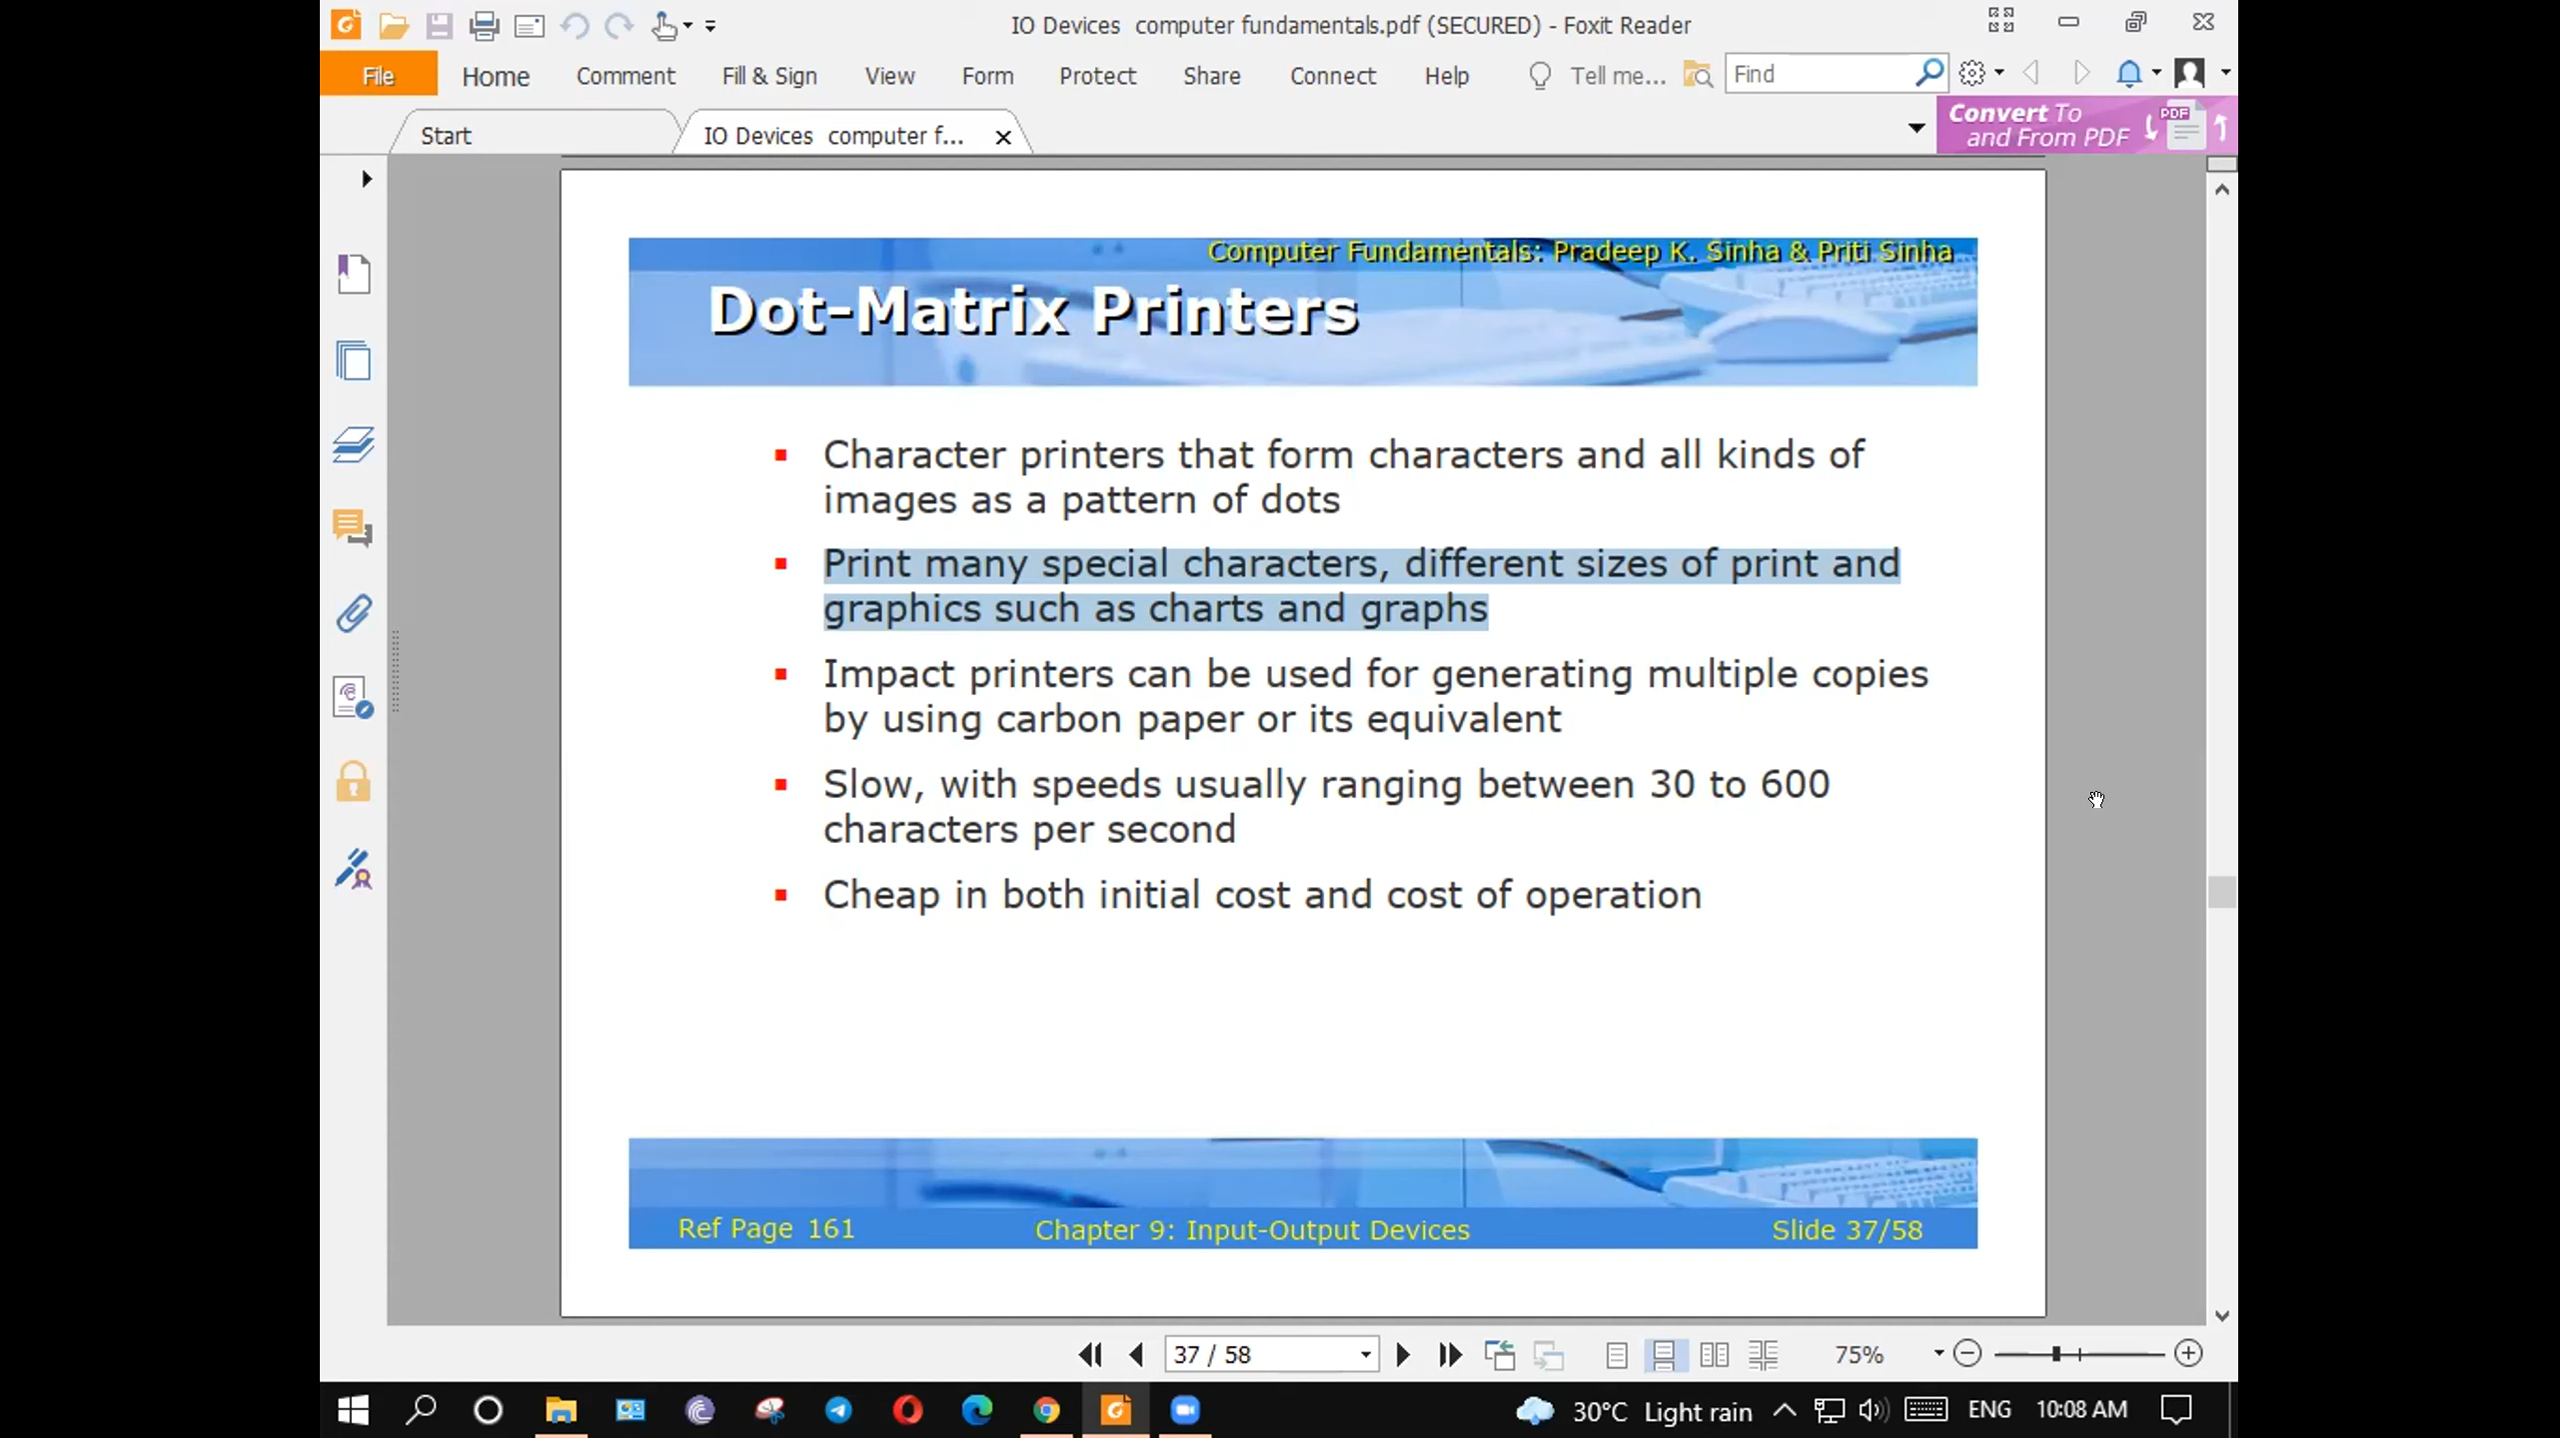 IO Devices computer fundamentals.pdf (SECURED) - Foxit Reader
File Home Comment Fill & Sign View Form Protect Share Connect Help Tell me... Find
Start IO Devices computer f... Convert To
and From PDF
PDF
Computer Fundamentals: Pradeep K. Sinha & Priti Sinha
Dot-Matrix Printers
Character printers that form characters and all kinds of
images as a pattern of dots
Print many special characters, different sizes of print and
graphics such as charts and graphs
Impact printers can be used for generating multiple copies
by using carbon paper or its equivalent
Slow, with speeds usually ranging between 30 to 600
characters per second
Cheap in both initial cost and cost of operation
Ref Page 161 Chapter 9: Input-Output Devices Slide 37/58
37 / 58 75%
30°C Light rain ENG 10:08 AM